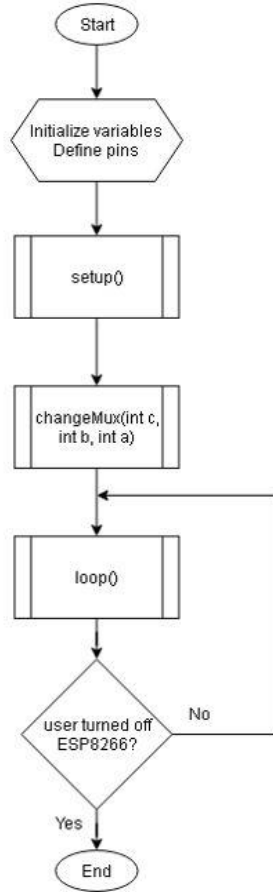 Start
Initialize variables
Define pins
setup()
changeMux(int c,
int b, int a)
loop()
user turned off
ESP8266?
No
Yes
End